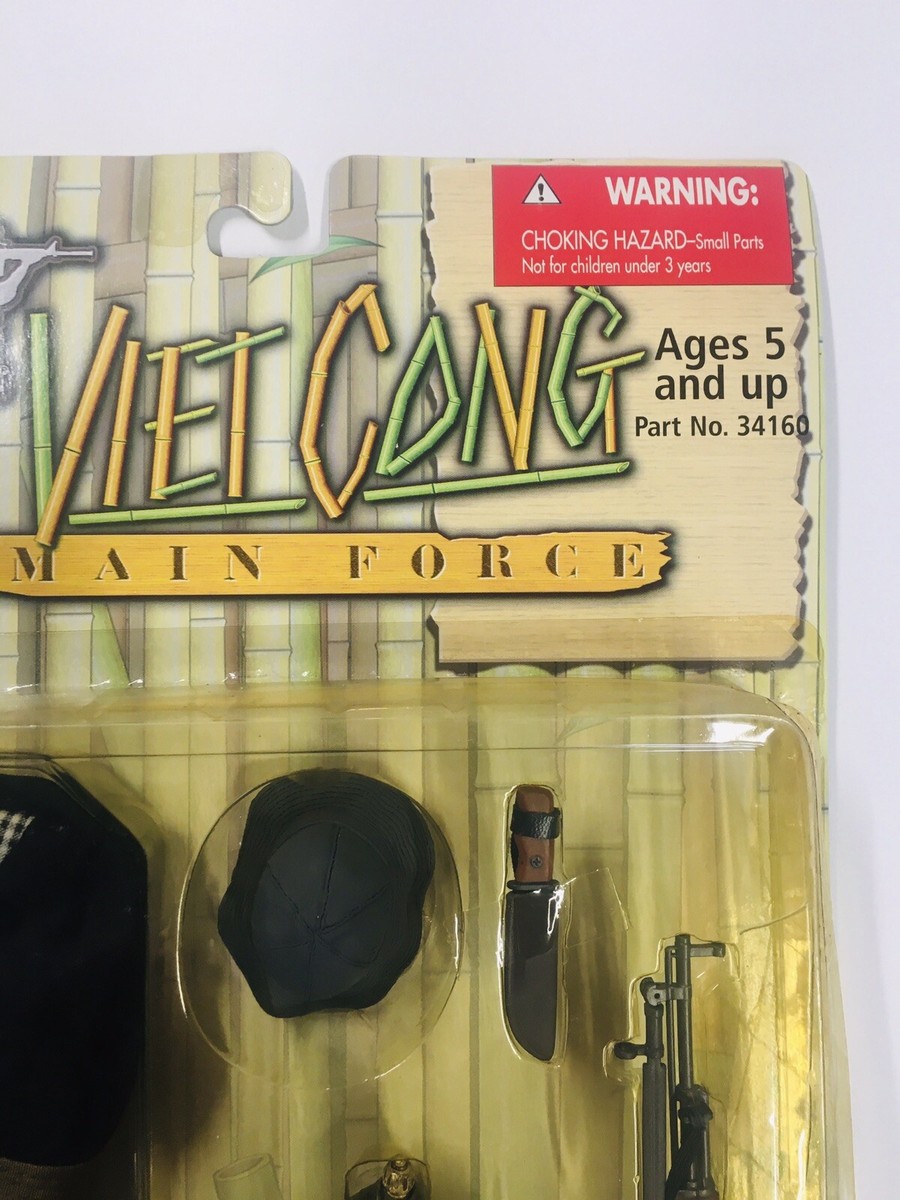 WARNING:
CHOKING HAZARD–Small Parts
Not for children under 3 years
VIET CONG
Ages 5
and up
Part No. 34160
MAIN FORCE